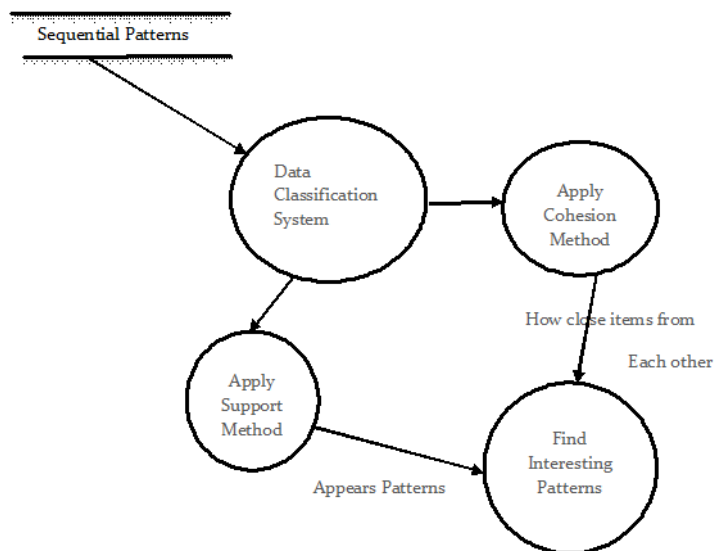 Sequential Patterns
Data
Classification
System
Apply
Cohesion
Method
How close items from
Each other
Apply
Support
Method
Appears Patterns
Find
Interesting
Patterns